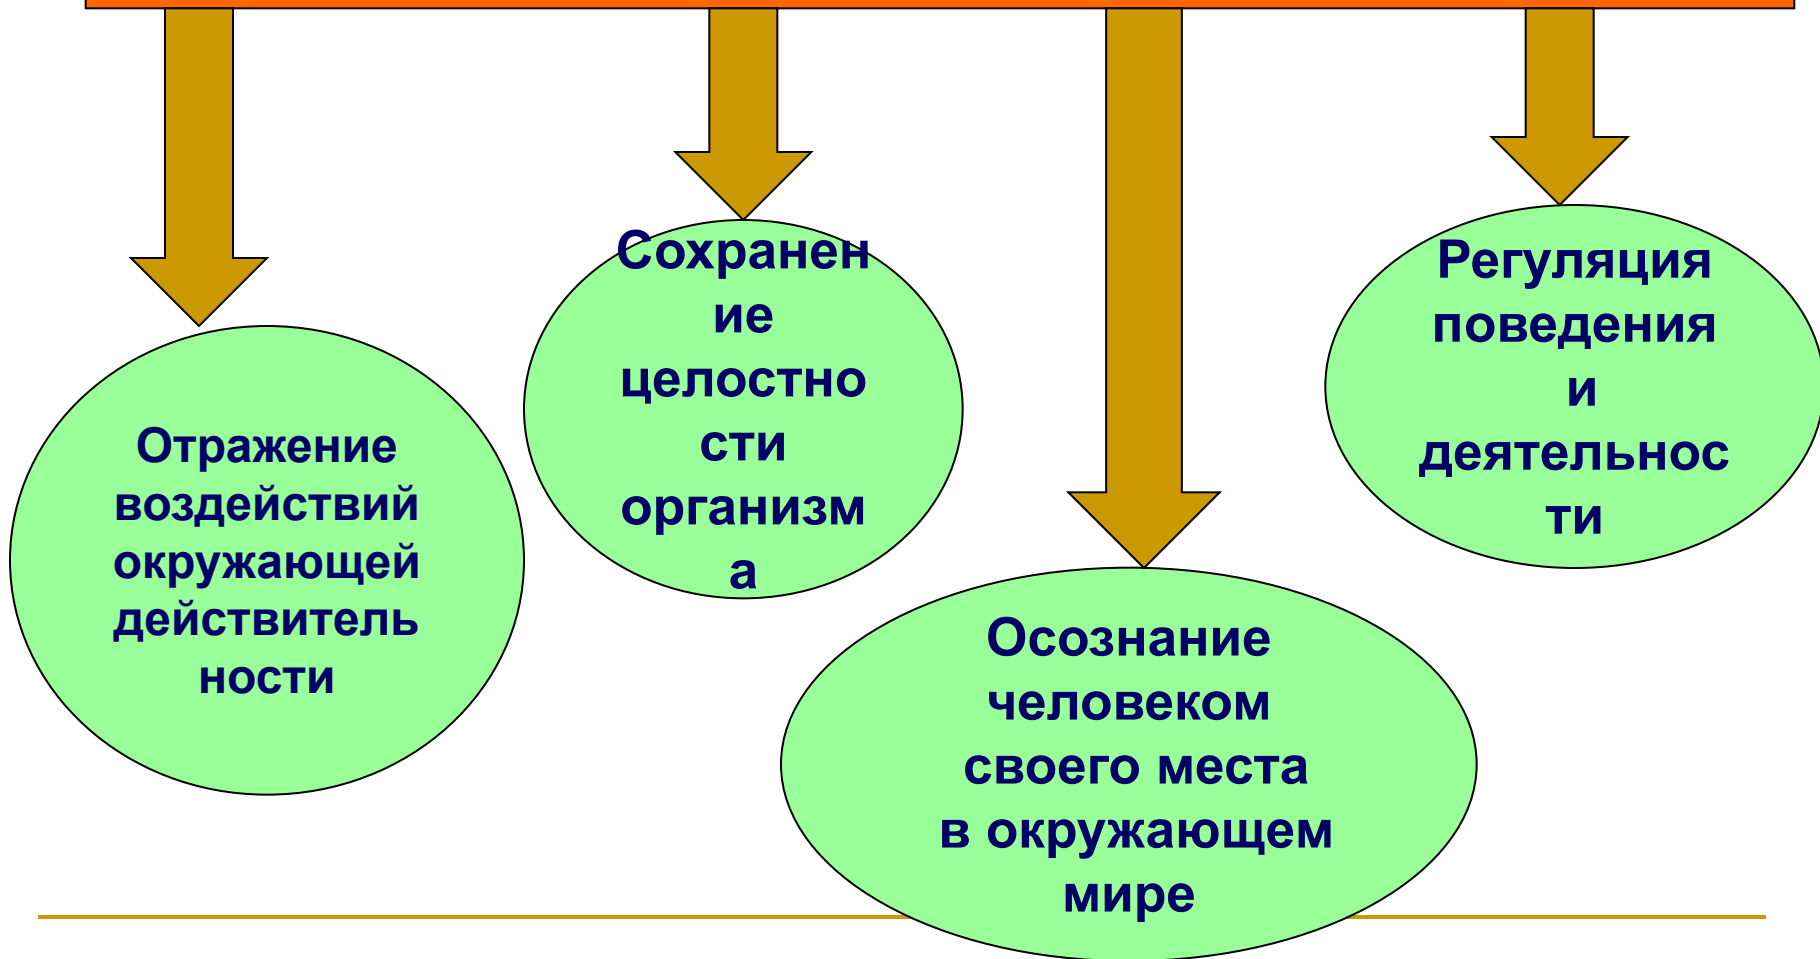 Отражение
воздействий
окружающей
действитель
ности
Сохранен
ие
целостно
сти
организм
а
Осознание
человеком
своего места
в окружающем
мире
Регуляция
поведения
и
деятельнос
ти